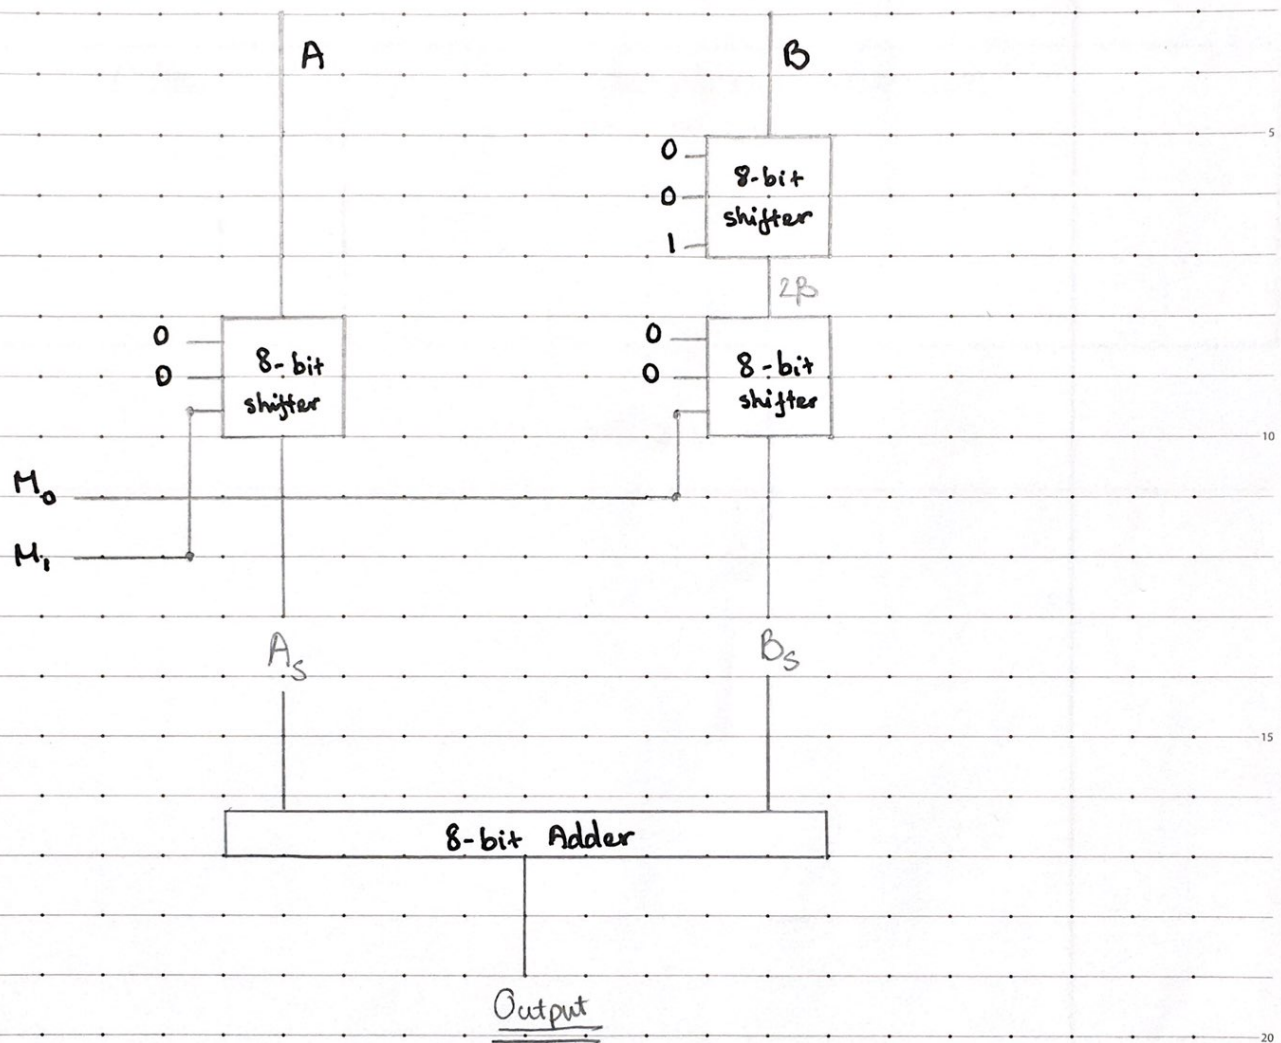 A
B
0
0
1
8-bit
shifter
5
2B
0
0
8-bit
shifter
0
0
8-bit
shifter
10
M₀
M₁
Aₛ
Bₛ
15
8-bit Adder
Output
20